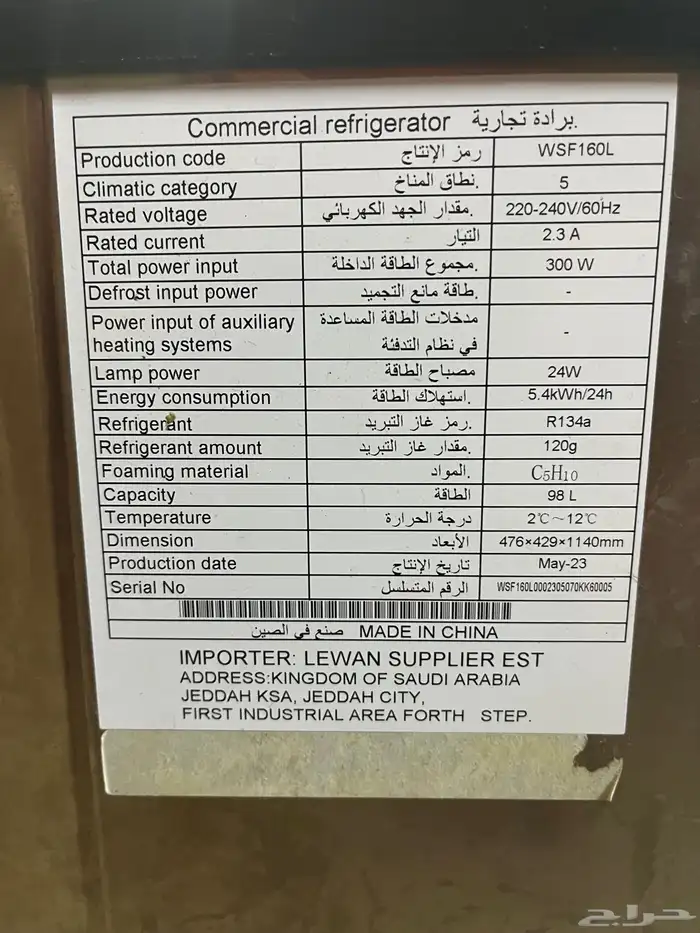 Commercial refrigerator برادة تجارية.
Production code رمز الإنتاج WSF160L
Climatic category نطاق المناخ. 5
Rated voltage مقدار الجهد الكهربائي. 220-240V/60Hz
Rated current التيار 2.3 A
Total power input مجموع الطاقة الداخلة. 300 W
Defrost input power طاقة مانع التجميد. -
Power input of auxiliary مدخلات الطاقة المساعدة
heating systems في نظام التدفئة -
Lamp power مصباح الطاقة 24W
Energy consumption استهلاك الطاقة. 5.4kWh/24h
Refrigerant رمز غاز التبريد. R134a
Refrigerant amount مقدار غاز التبريد. 120g
Foaming material المواد. C5H10
Capacity الطاقة 98 L
Temperature درجة الحرارة 2℃~12℃
Dimension الأبعاد 476×429×1140mm
Production date تاريخ الإنتاج May-23
Serial No الرقم المتسلسل WSF160L0002305070KK60005
صنع في الصين MADE IN CHINA
IMPORTER: LEWAN SUPPLIER EST
ADDRESS:KINGDOM OF SAUDI ARABIA
JEDDAH KSA, JEDDAH CITY,
FIRST INDUSTRIAL AREA FORTH STEP.
حراج